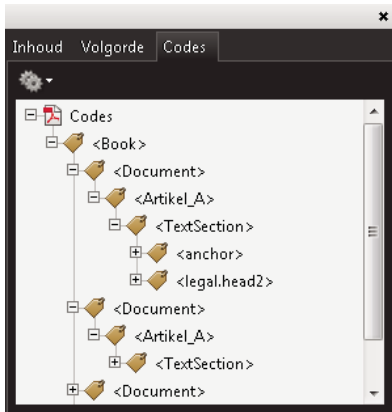 Inhoud Volgorde Codes
Codes
<Book>
<Document>
<Artikel_A>
<TextSection>
<anchor>
<legal.head2>
<Document>
<Artikel_A>
<TextSection>
<Document>